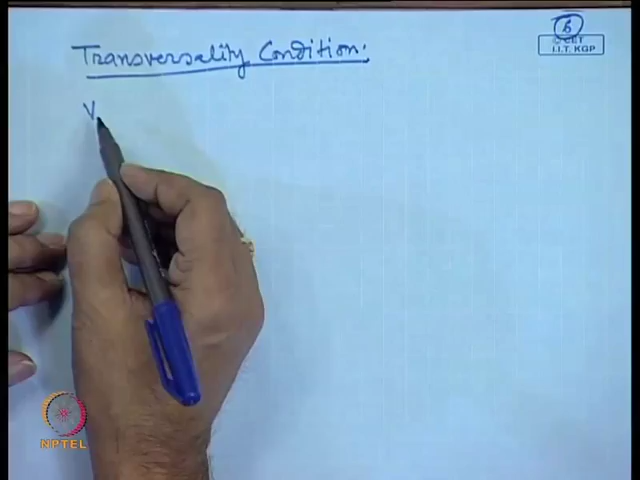 Transversality Condition:
V
6
© CET
I.I.T. KGP
NPTEL